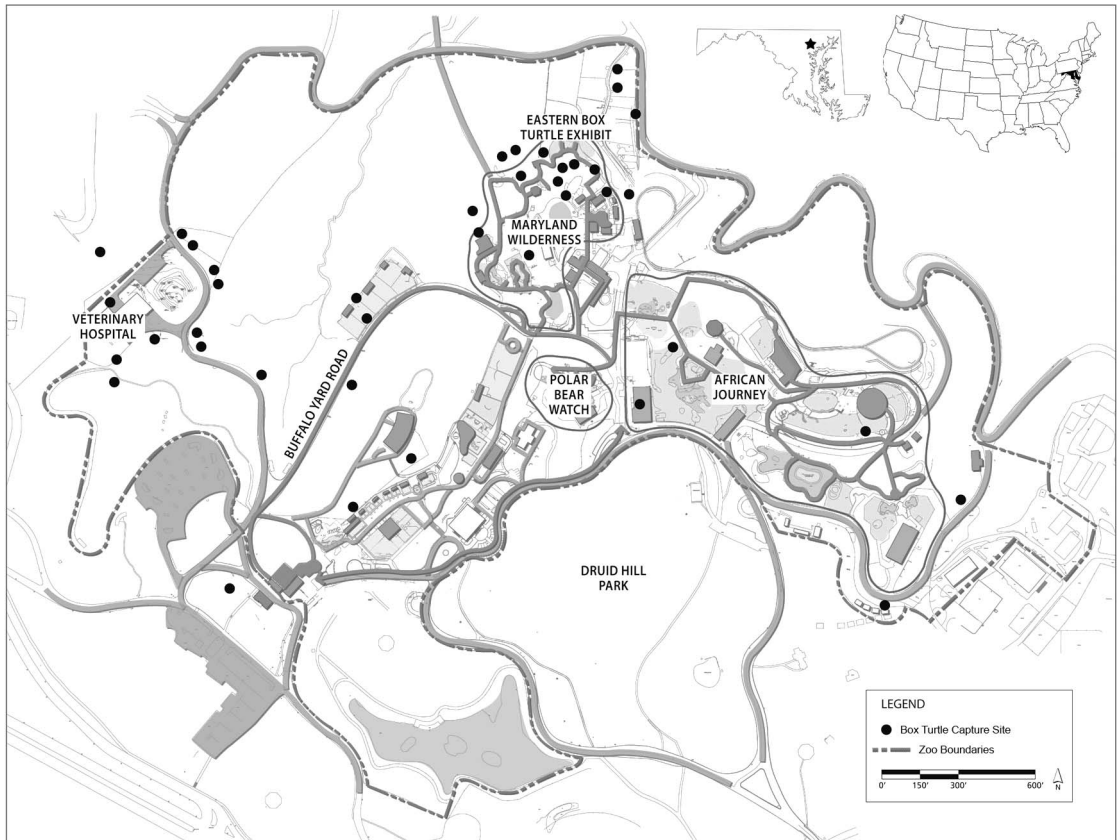 EASTERN BOX
TURTLE EXHIBIT
MARYLAND
WILDERNESS
VETERINARY
HOSPITAL
BUFFALO YARD ROAD
POLAR
BEAR
WATCH
AFRICAN
JOURNEY
DRUID HILL
PARK
LEGEND
Box Turtle Capture Site
Zoo Boundaries
0' 150' 300' 600'
N